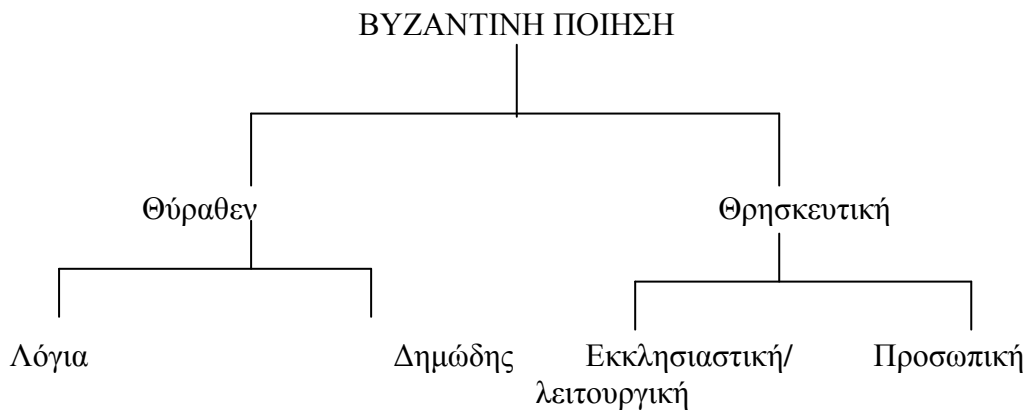 ΒΥΖΑΝΤΙΝΗ ΠΟΙΗΣΗ
Θύραθεν
Θρησκευτική
Λόγια
Δημώδης
Εκκλησιαστική/
λειτουργική
Προσωπική